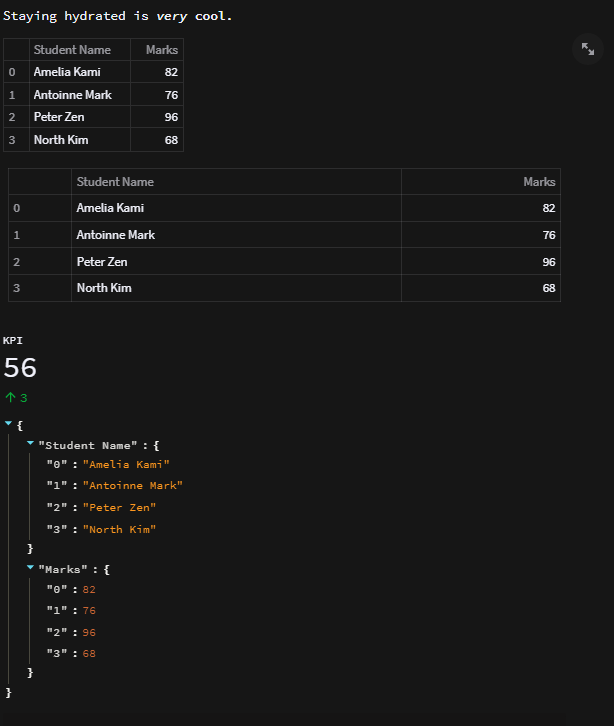 Staying hydrated is very cool.
Student Name Marks
0 Amelia Kami 82
1 Antoinne Mark 76
2 Peter Zen 96
3 North Kim 68
Student Name Marks
0 Amelia Kami 82
1 Antoinne Mark 76
2 Peter Zen 96
3 North Kim 68
KPI
56
↑ 3
{
"Student Name" : {
"0" : "Amelia Kami"
"1" : "Antoinne Mark"
"2" : "Peter Zen"
"3" : "North Kim"
}
"Marks" : {
"0" : 82
"1" : 76
"2" : 96
"3" : 68
}
}